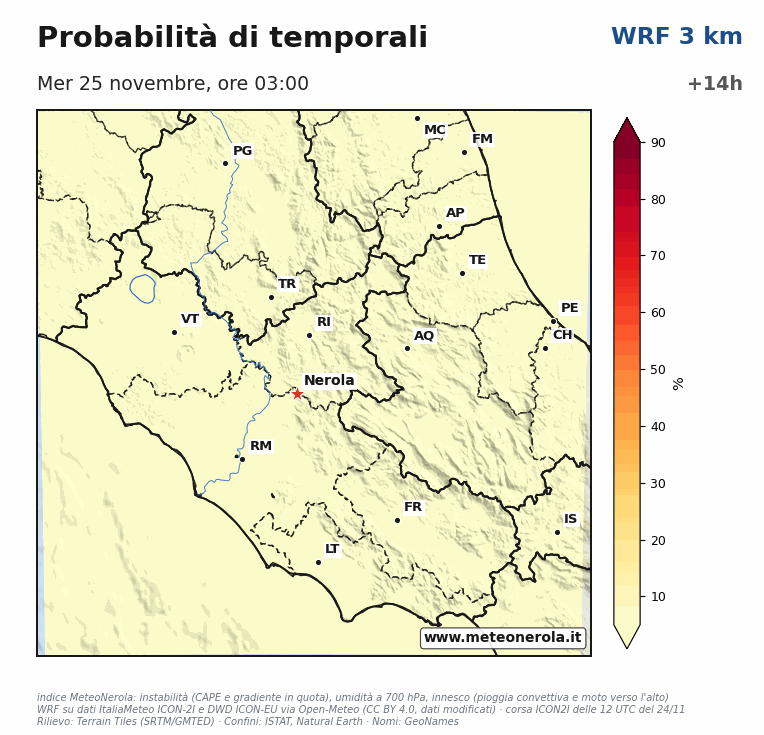 Probabilità di temporali
WRF 3 km
Mer 25 novembre, ore 03:00
+14h
MC
FM
PG
AP
TE
TR
PE
VT
RI
AQ
CH
Nerola
RM
FR
IS
LT
www.meteonerola.it
90
80
70
60
50
40
30
20
10
%
indice MeteoNerola: instabilità (CAPE e gradiente in quota), umidità a 700 hPa, innesco (pioggia convettiva e moto verso l'alto)
WRF su dati ItaliaMeteo ICON-2I e DWD ICON-EU via Open-Meteo (CC BY 4.0, dati modificati) · corsa ICON2I delle 12 UTC del 24/11
Rilievo: Terrain Tiles (SRTM/GMTED) · Confini: ISTAT, Natural Earth · Nomi: GeoNames